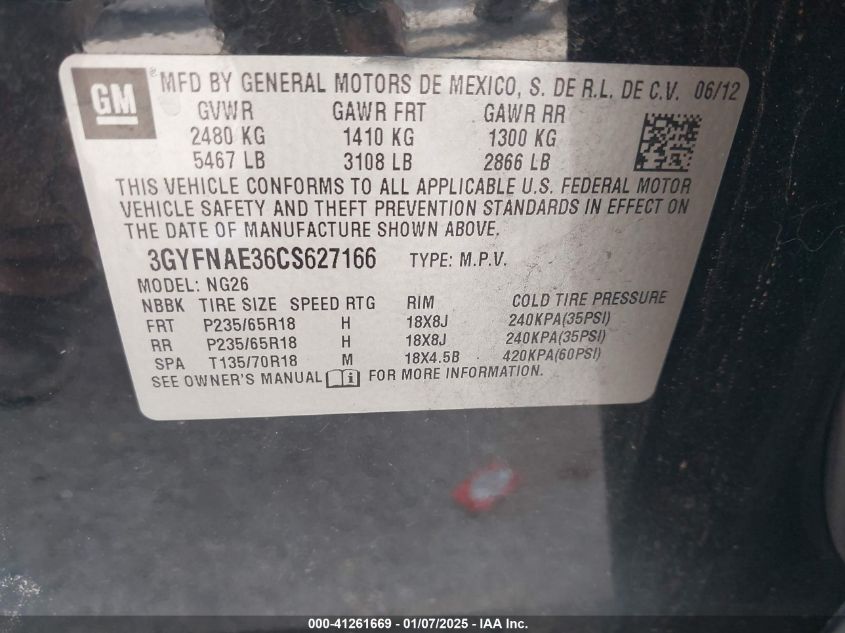 GM ® MFD BY GENERAL MOTORS DE MEXICO, S. DE R.L. DE C.V. 06/12
GVWR GAWR FRT GAWR RR
2480 KG 1410 KG 1300 KG
5467 LB 3108 LB 2866 LB
THIS VEHICLE CONFORMS TO ALL APPLICABLE U.S. FEDERAL MOTOR
VEHICLE SAFETY AND THEFT PREVENTION STANDARDS IN EFFECT ON
THE DATE OF MANUFACTURE SHOWN ABOVE.
3GYFNAE36CS627166 TYPE: M.P.V.
MODEL: NG26
NBBK TIRE SIZE SPEED RTG RIM COLD TIRE PRESSURE
FRT P235/65R18 H 18X8J 240KPA(35PSI)
RR P235/65R18 H 18X8J 240KPA(35PSI)
SPA T135/70R18 M 18X4.5B 420KPA(60PSI)
SEE OWNER'S MANUAL FOR MORE INFORMATION.
000-41261669 - 01/07/2025 - IAA Inc.